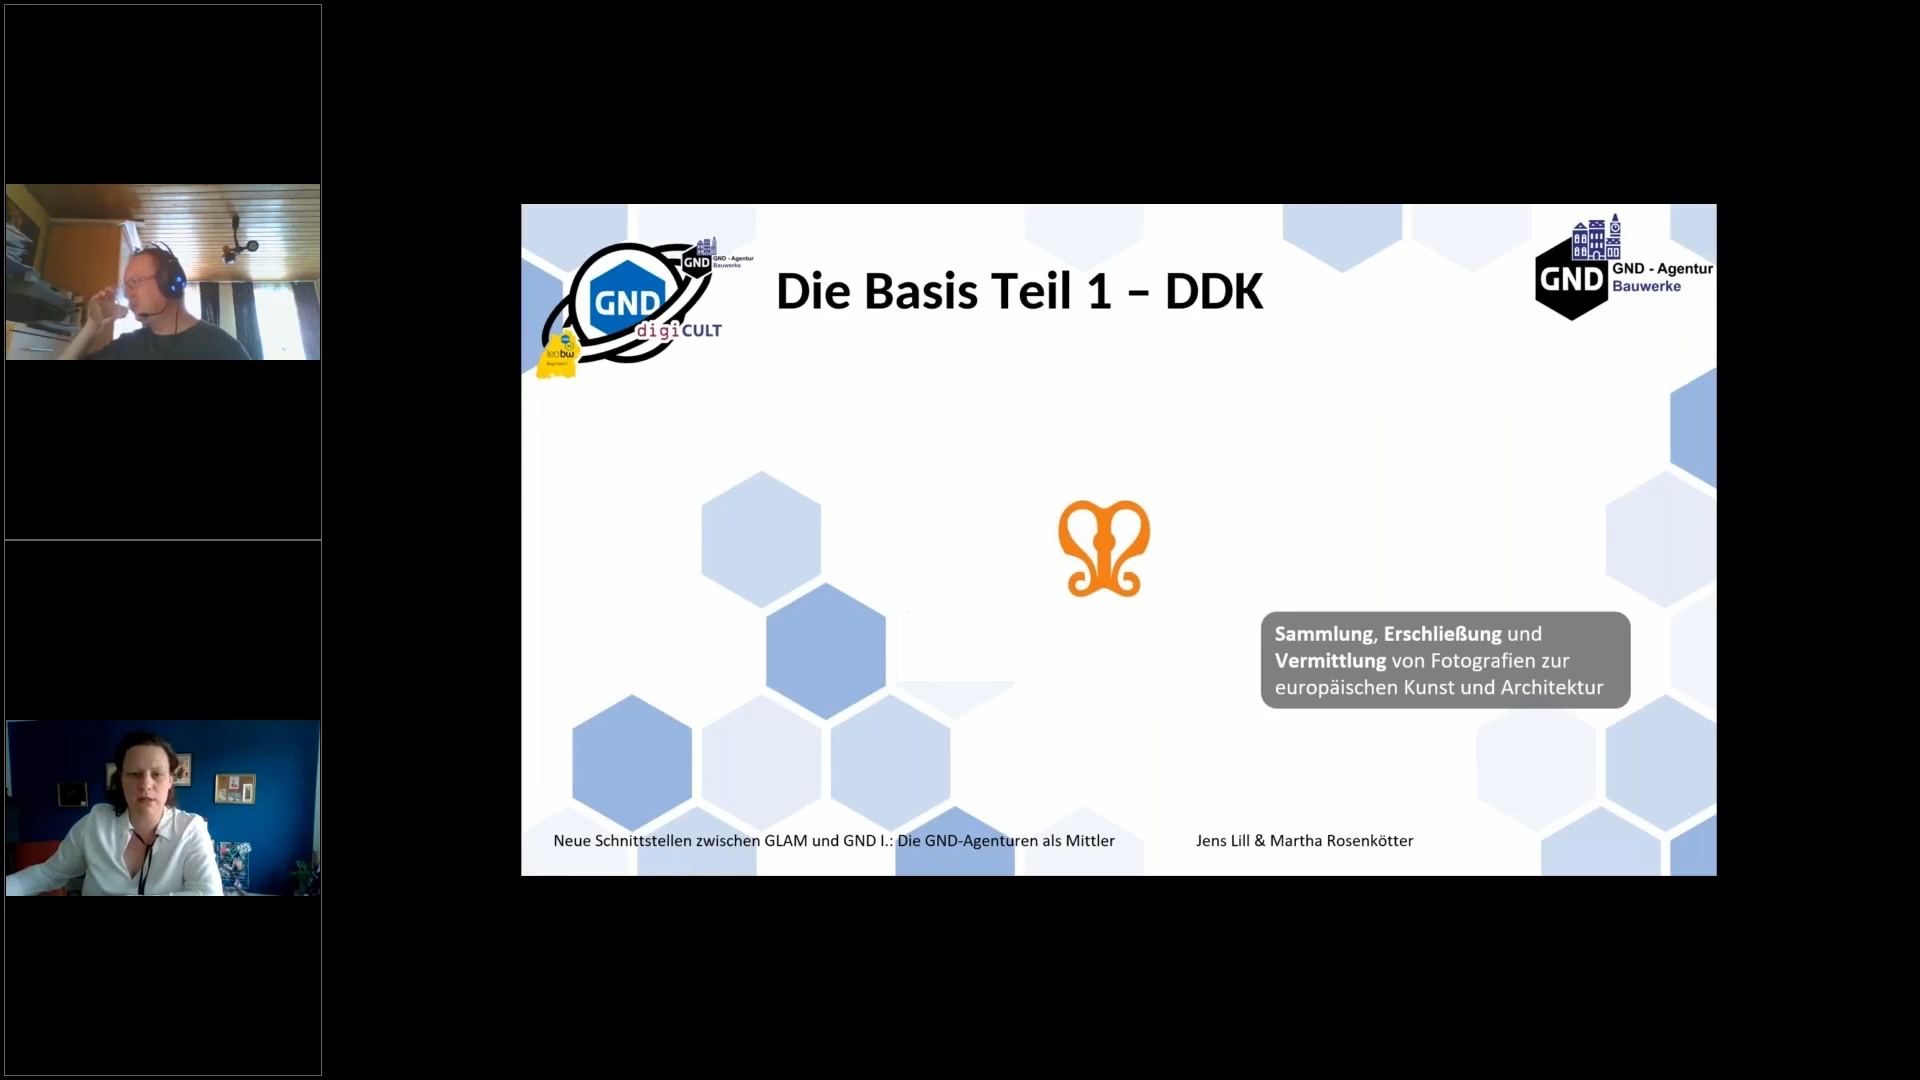 GND
digiCULT
GND
GND - Agentur
Bauwerke
leobw
Die Basis Teil 1 – DDK
GND
GND - Agentur
Bauwerke
Sammlung, Erschließung und
Vermittlung von Fotografien zur
europäischen Kunst und Architektur
Neue Schnittstellen zwischen GLAM und GND I.: Die GND-Agenturen als Mittler
Jens Lill & Martha Rosenkötter